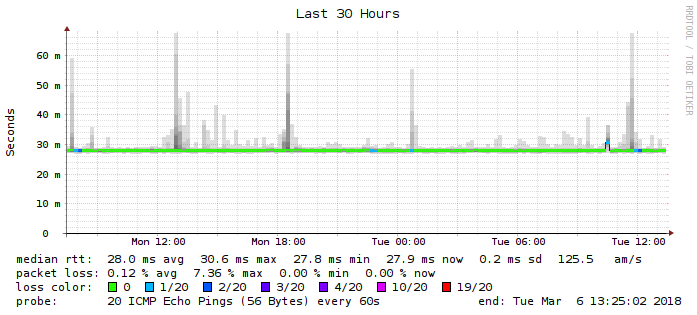 Last 30 Hours
RRDTOOL / TOBI OETIKER
Seconds
60 m
50 m
40 m
30 m
20 m
10 m
0
Mon 12:00 Mon 18:00 Tue 00:00 Tue 06:00 Tue 12:00
median rtt: 28.0 ms avg 30.6 ms max 27.8 ms min 27.9 ms now 0.2 ms sd 125.5 am/s
packet loss: 0.12 % avg 7.36 % max 0.00 % min 0.00 % now
loss color: 0 1/20 2/20 3/20 4/20 10/20 19/20
probe: 20 ICMP Echo Pings (56 Bytes) every 60s end: Tue Mar 6 13:25:02 2018